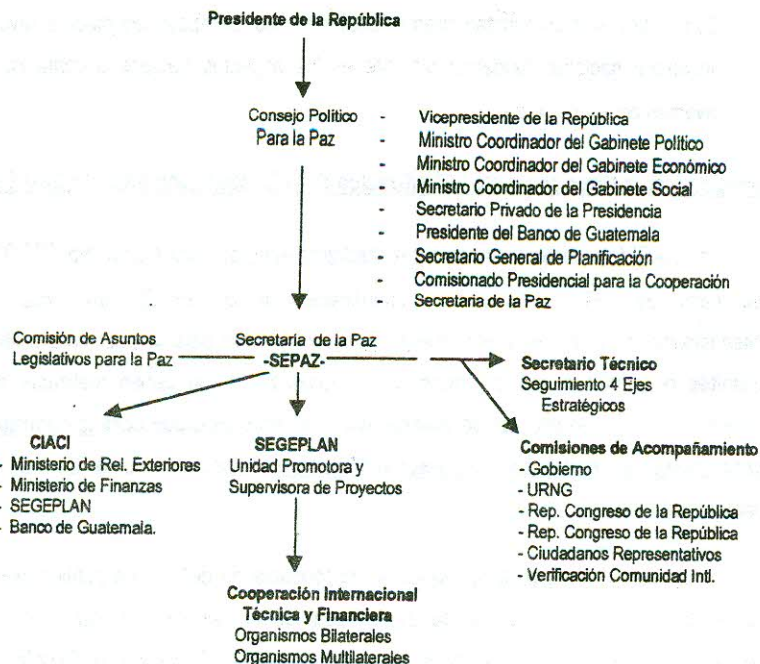 Presidente de la República
Consejo Político
Para la Paz
- Vicepresidente de la República
- Ministro Coordinador del Gabinete Político
- Ministro Coordinador del Gabinete Económico
- Ministro Coordinador del Gabinete Social
- Secretario Privado de la Presidencia
- Presidente del Banco de Guatemala
- Secretario General de Planificación
- Comisionado Presidencial para la Cooperación
- Secretaria de la Paz
Comisión de Asuntos
Legislativos para la Paz
Secretaria de la Paz
-SEPAZ-
Secretario Técnico
Seguimiento 4 Ejes
Estratégicos
CIACI
- Ministerio de Rel. Exteriores
- Ministerio de Finanzas
- SEGEPLAN
- Banco de Guatemala.
SEGEPLAN
Unidad Promotora y
Supervisora de Proyectos
Comisiones de Acompañamiento
- Gobierno
- URNG
- Rep. Congreso de la República
- Rep. Congreso de la República
- Ciudadanos Representativos
- Verificación Comunidad Intl.
Cooperación Internacional
Técnica y Financiera
Organismos Bilaterales
Organismos Multilaterales